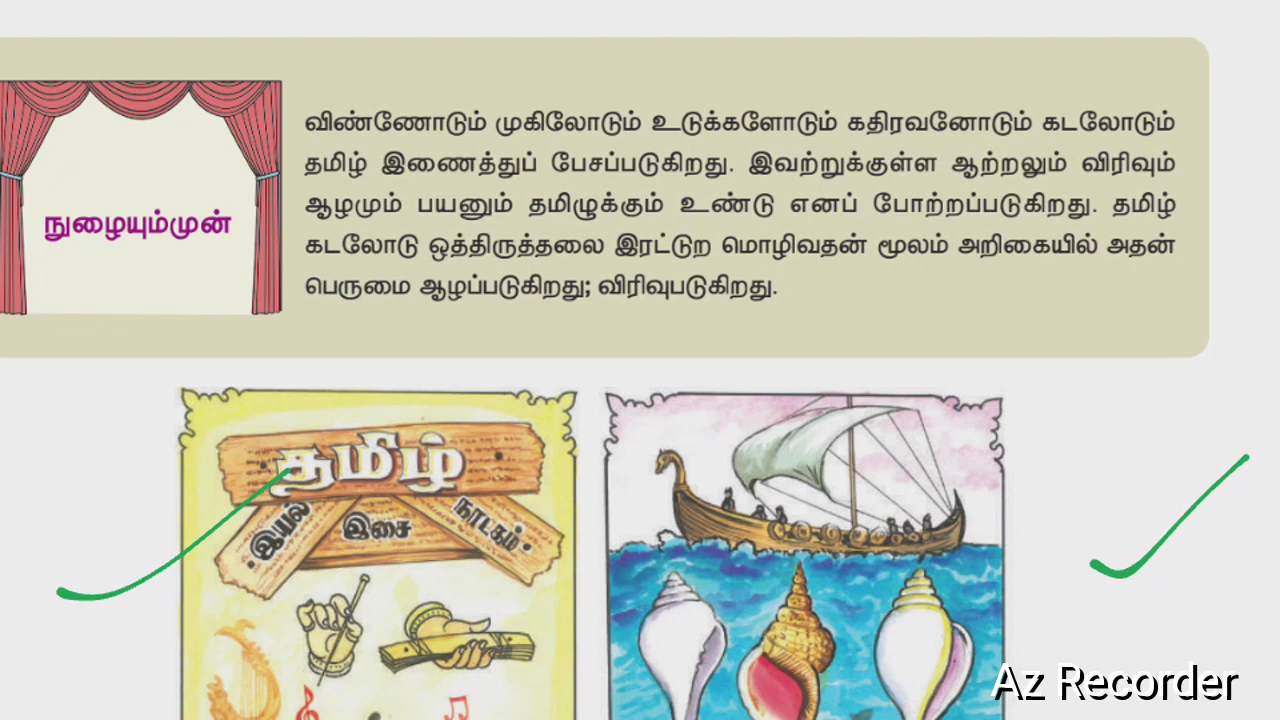 விண்ணோடும் முகிலோடும் உடுக்களோடும் கதிரவனோடும் கடலோடும்
தமிழ் இணைத்துப் பேசப்படுகிறது. இவற்றுக்குள்ள ஆற்றலும் விரிவும்
ஆழமும் பயனும் தமிழுக்கும் உண்டு எனப் போற்றப்படுகிறது. தமிழ்
கடலோடு ஒத்திருத்தலை இரட்டுற மொழிவதன் மூலம் அறிகையில் அதன்
பெருமை ஆழப்படுகிறது; விரிவுபடுகிறது.
நுழையும்முன்
தமிழ்
இயல்
இசை
நாடகம்
Az Recorder